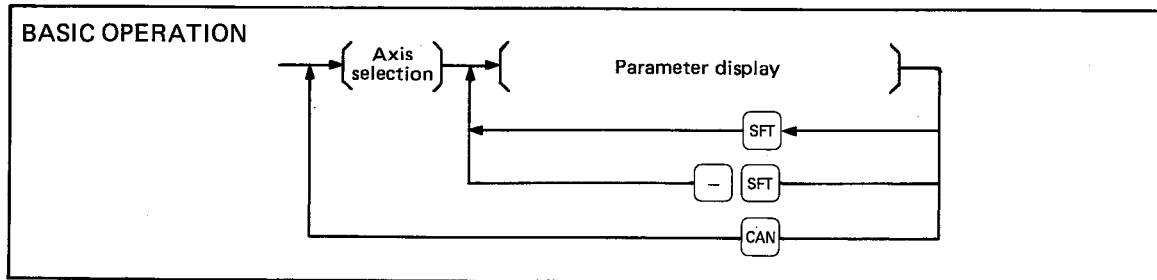 BASIC OPERATION
Axis
selection
Parameter display
SFT
− SFT
CAN